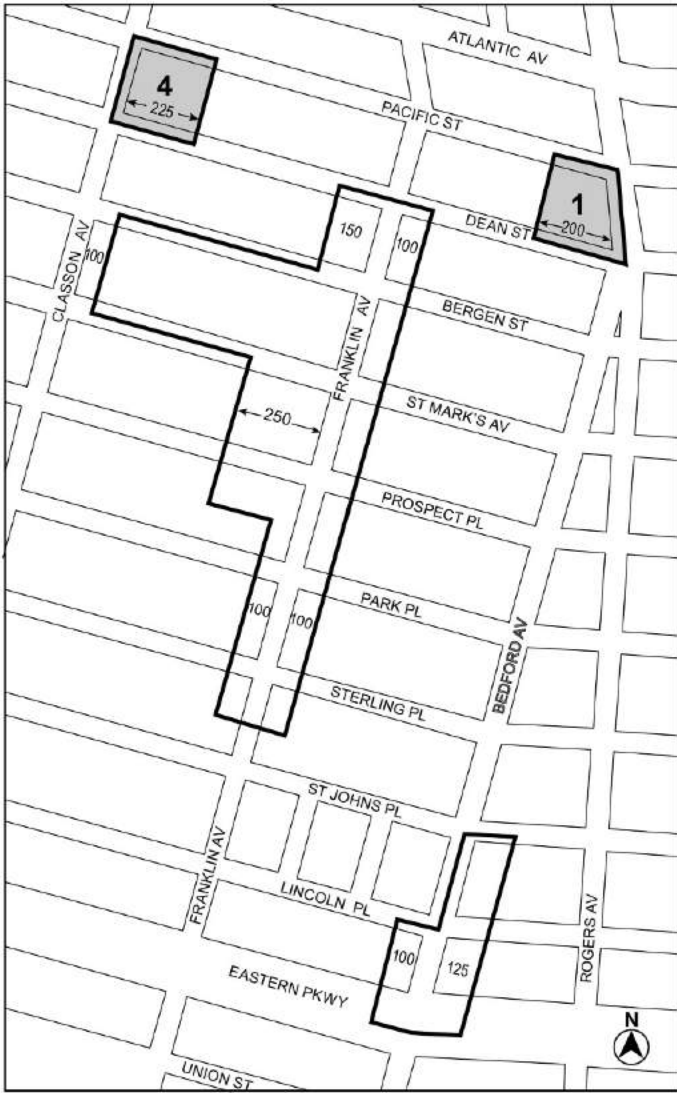 ATLANTIC AV
4
225
PACIFIC ST
1
200
DEAN ST
150
100
100
CLASSON AV
BERGEN ST
FRANKLIN AV
ST MARK'S AV
250
PROSPECT PL
100
100
PARK PL
BEDFORD AV
STERLING PL
ST JOHNS PL
FRANKLIN AV
LINCOLN PL
100
125
ROGERS AV
EASTERN PKWY
N
UNION ST